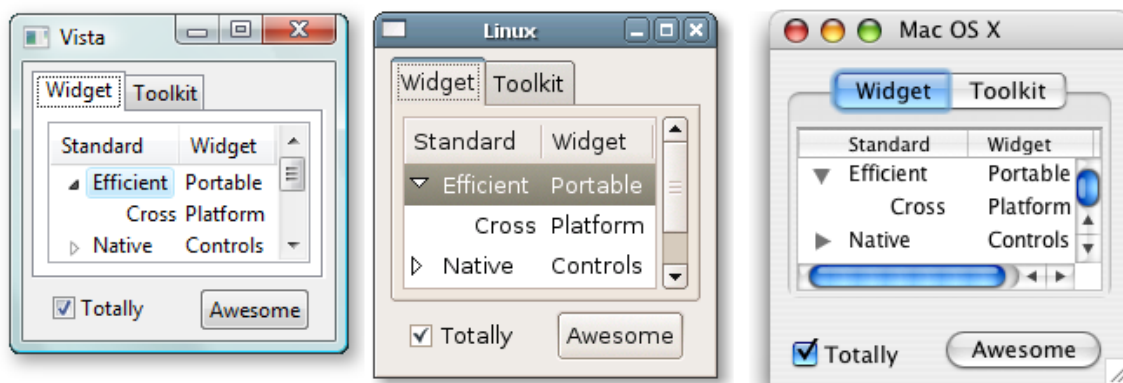 Vista
Widget Toolkit
Standard Widget
Efficient Portable
Cross Platform
Native Controls
Totally Awesome
Linux
Widget Toolkit
Standard Widget
Efficient Portable
Cross Platform
Native Controls
Totally Awesome
Mac OS X
Widget Toolkit
Standard Widget
Efficient Portable
Cross Platform
Native Controls
Totally Awesome